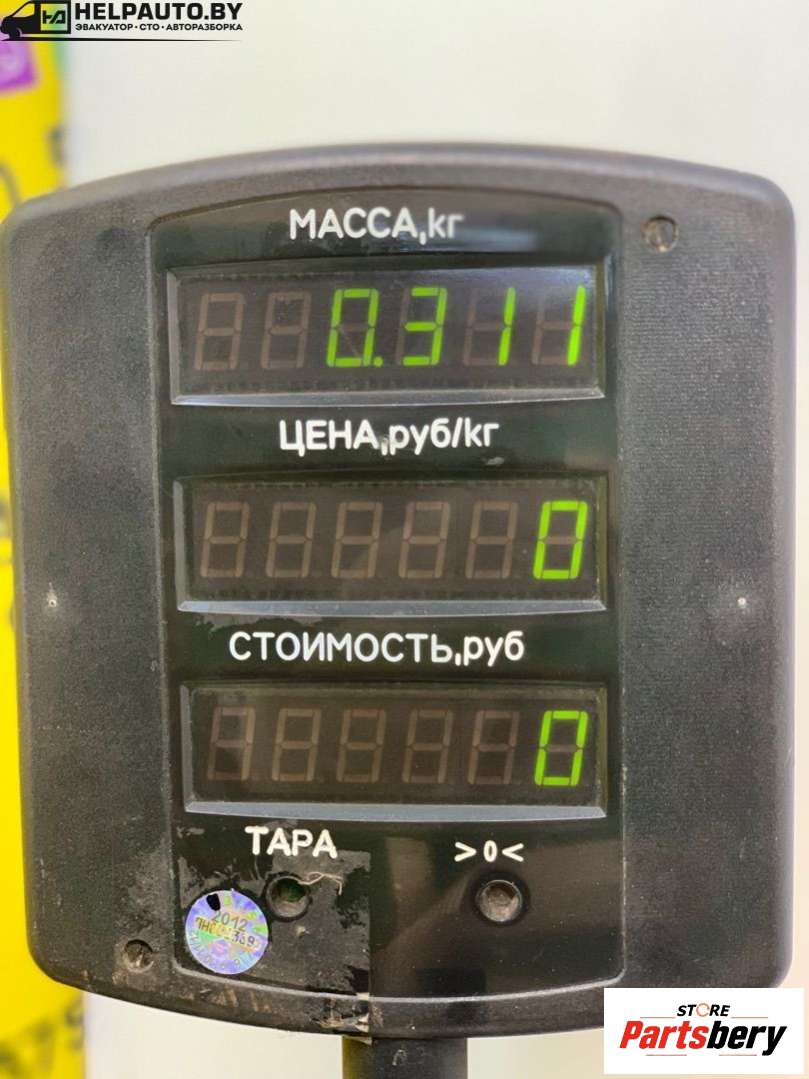 HELPAUTO.BY
ЭВАКУАТОР • СТО • АВТОРАЗБОРКА
МАССА,кг
0.311
ЦЕНА,руб/кг
0
СТОИМОСТЬ,руб
0
ТАРА >0<
2012
STORE
Partsbery